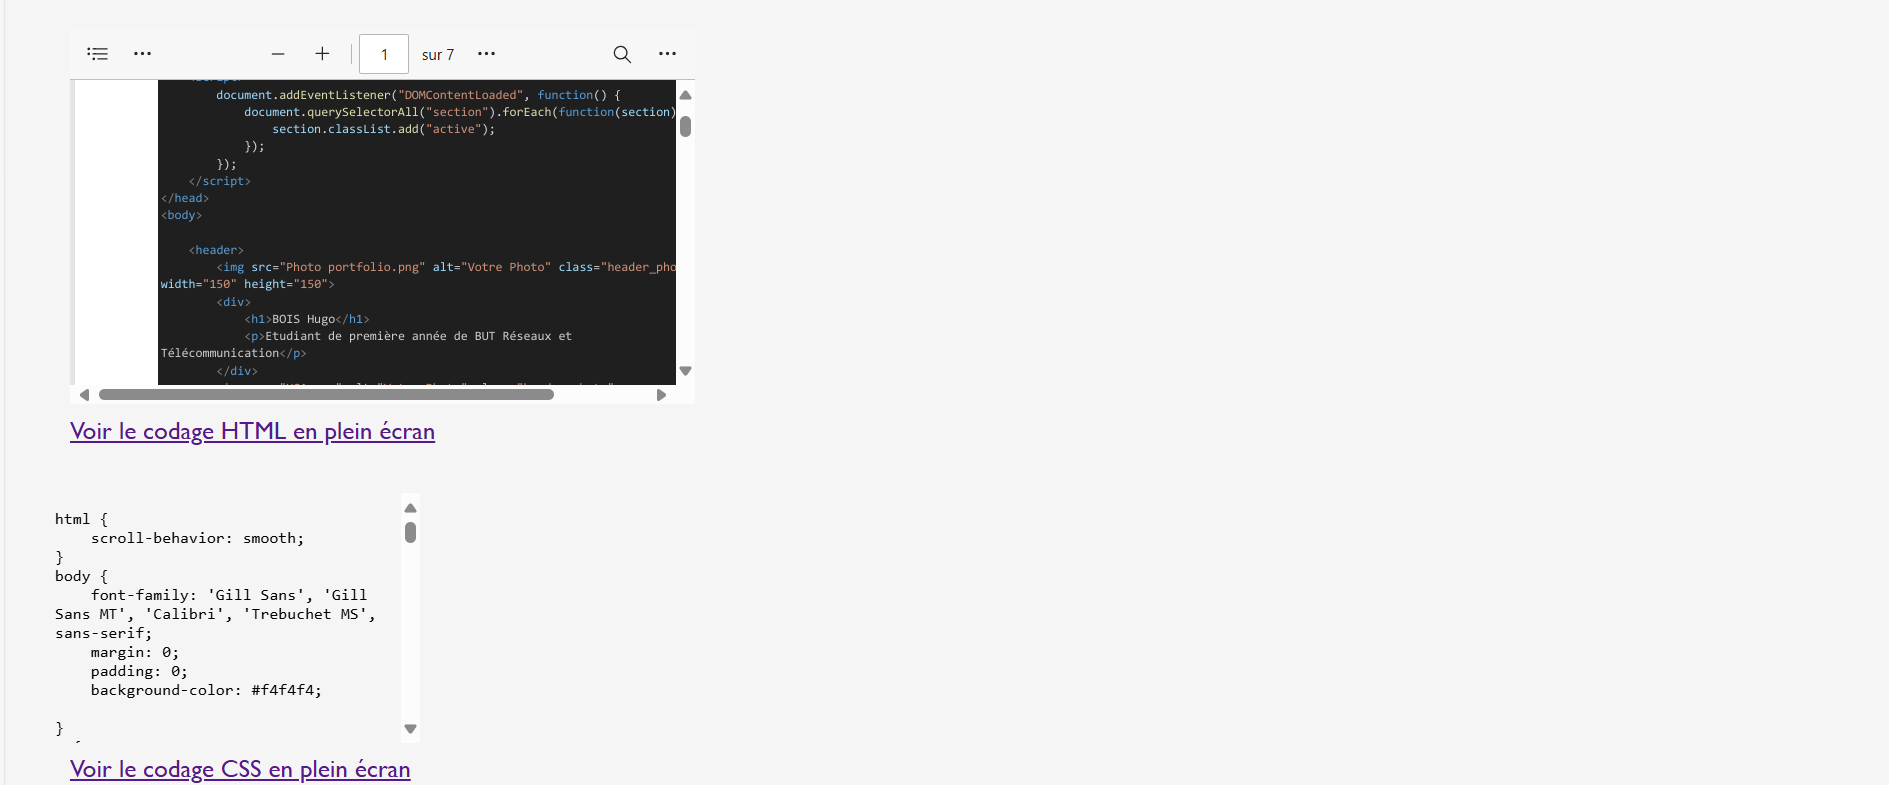 1 sur 7
document.addEventListener("DOMContentLoaded", function() {
document.querySelectorAll("section").forEach(function(section)
section.classList.add("active");
});
});
</script>
</head>
<body>
<header>
<img src="Photo portfolio.png" alt="Votre Photo" class="header_pho
width="150" height="150">
<div>
<h1>BOIS Hugo</h1>
<p>Etudiant de première année de BUT Réseaux et
Télécommunication</p>
</div>
Voir le codage HTML en plein écran
html {
scroll-behavior: smooth;
}
body {
font-family: 'Gill Sans', 'Gill
Sans MT', 'Calibri', 'Trebuchet MS',
sans-serif;
margin: 0;
padding: 0;
background-color: #f4f4f4;
}
Voir le codage CSS en plein écran